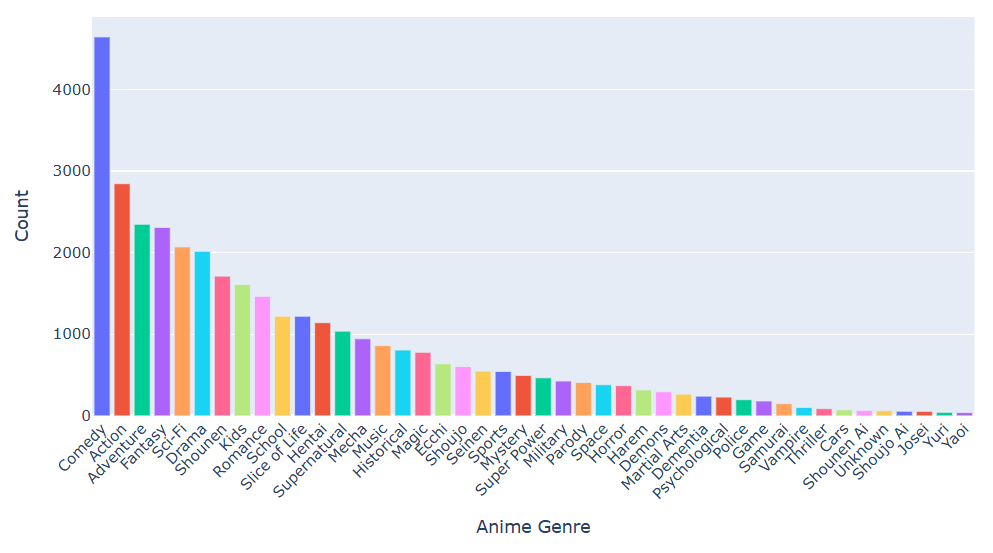 4000
3000
2000
1000
0
Count
Comedy
Action
Adventure
Fantasy
Sci-Fi
Drama
Shounen
Kids
Romance
School
Slice of Life
Hentai
Supernatural
Mecha
Music
Historical
Magic
Ecchi
Shoujo
Seinen
Sports
Mystery
Super Power
Military
Parody
Space
Horror
Harem
Demons
Martial Arts
Dementia
Psychological
Police
Game
Samurai
Vampire
Thriller
Cars
Shounen Ai
Unknown
Shoujo Ai
Josei
Yuri
Yaoi
Anime Genre